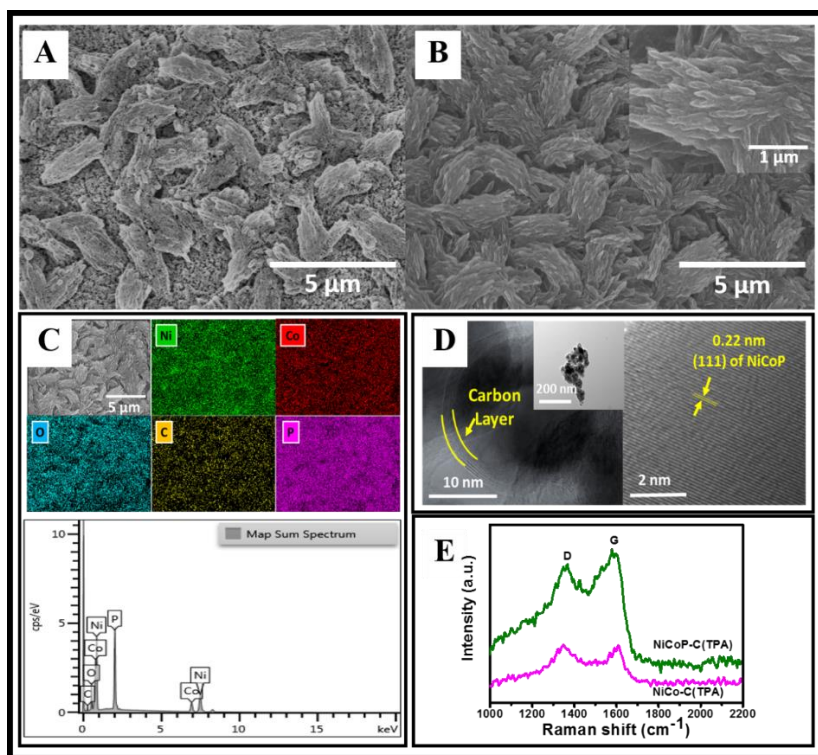 A
5 µm
B
1 µm
5 µm
C
5 µm
Ni
Co
O
C
P
Map Sum Spectrum
10
5
0
cps/eV
Ni
Co
O
C
P
Co
Ni
0
5
10
15
keV
D
Carbon
Layer
10 nm
200 nm
0.22 nm
(111) of NiCoP
2 nm
E
D
G
NiCoP-C(TPA)
NiCo-C(TPA)
Intensity (a.u.)
1000 1200 1400 1600 1800 2000 2200
Raman shift (cm⁻¹)